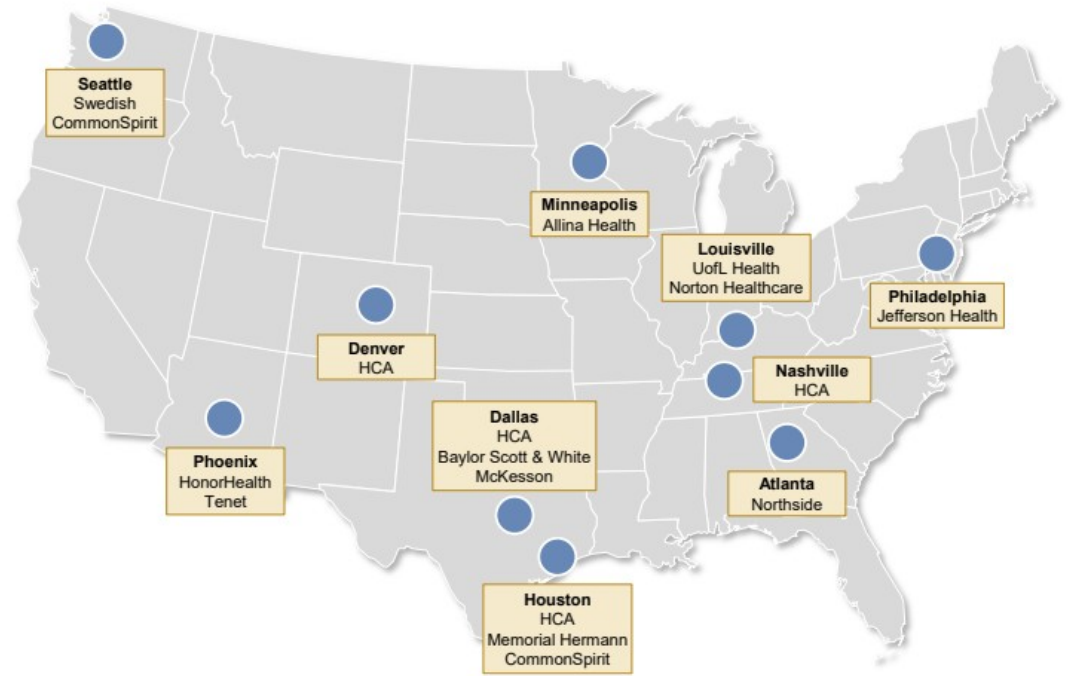 Seattle
Swedish
CommonSpirit
Minneapolis
Allina Health
Louisville
UofL Health
Norton Healthcare
Philadelphia
Jefferson Health
Denver
HCA
Nashville
HCA
Dallas
HCA
Baylor Scott & White
McKesson
Phoenix
HonorHealth
Tenet
Atlanta
Northside
Houston
HCA
Memorial Hermann
CommonSpirit